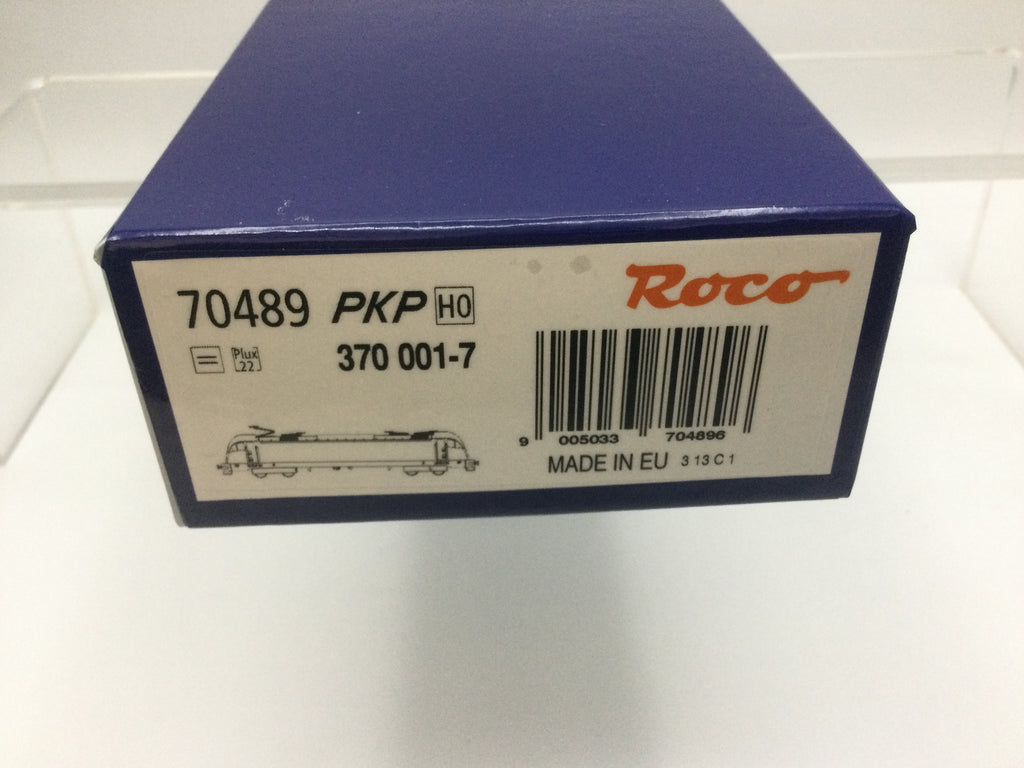 70489 PKP H0
Roco
Plux
22
370 001-7
9 005033 704896
MADE IN EU 3 13 C 1